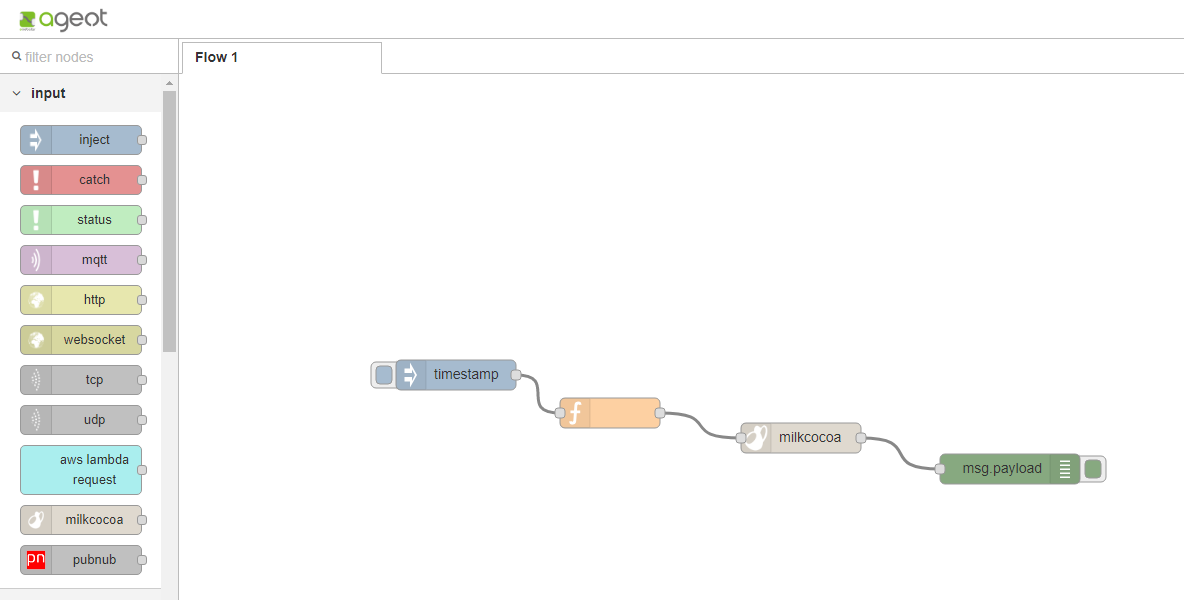 ageot
filter nodes
Flow 1
input
inject
catch
status
mqtt
http
websocket
tcp
udp
aws lambda
request
milkcocoa
pn
pubnub
timestamp
f
milkcocoa
msg.payload